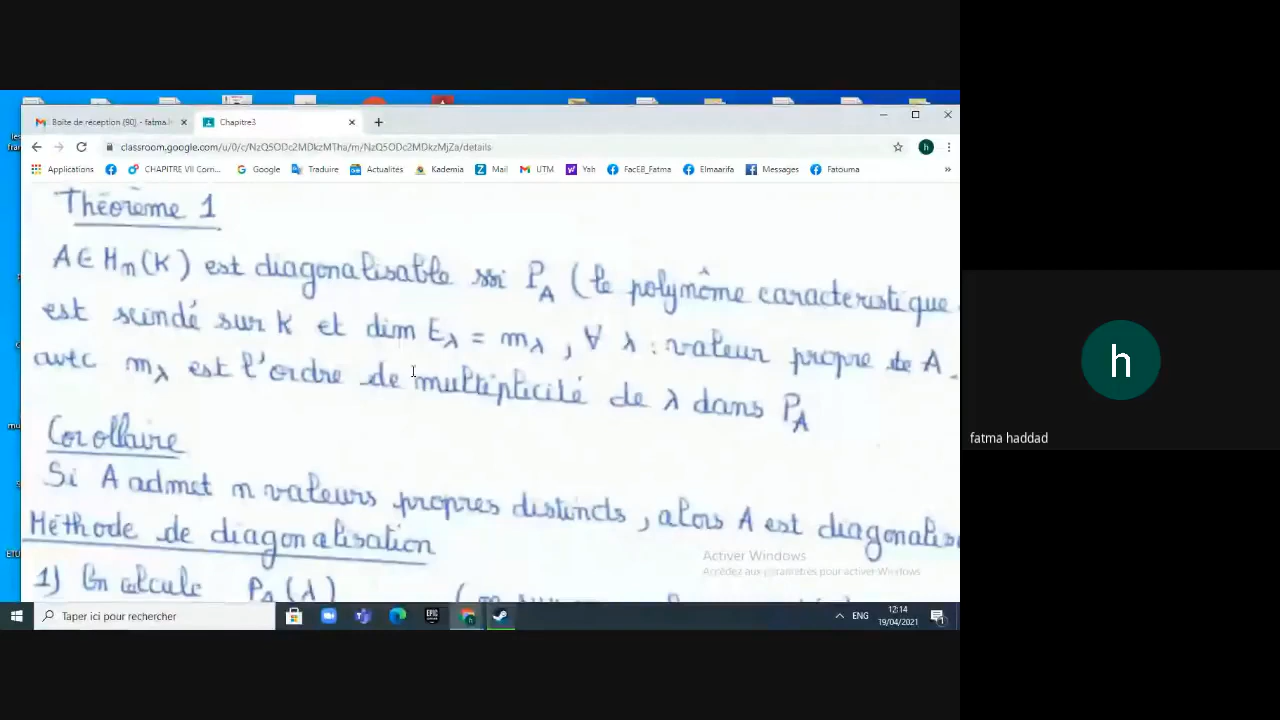 Boîte de réception (90) - fatma.l
Chapitre3
classroom.google.com/u/0/c/NzQ5ODc2MDkzMTha/m/NzQ5ODc2MDkzMjZa/details
h
Applications CHAPITRE VII Corri... Google Traduire Actualités Kademia Mail UTM Yah FacEB_Fatma Elmaarifa Messages Fatouma »
Théorème 1
A ∈ Mn(K) est diagonalisable ssi PA (le polynôme caracteristique
est scindé sur K et dim Eλ = mλ, ∀ λ : valeur propre de A.
avec mλ est l'ordre de multiplicité de λ dans PA
Corollaire
Si A admet n valeurs propres distincts, alors A est diagonalis
Méthode de diagonalisation
1) On calcule PA(λ)
Activer Windows
Accédez aux paramètres pour activer Windows.
Taper ici pour rechercher
EPIC
ENG
12:14
19/04/2021
h
fatma haddad